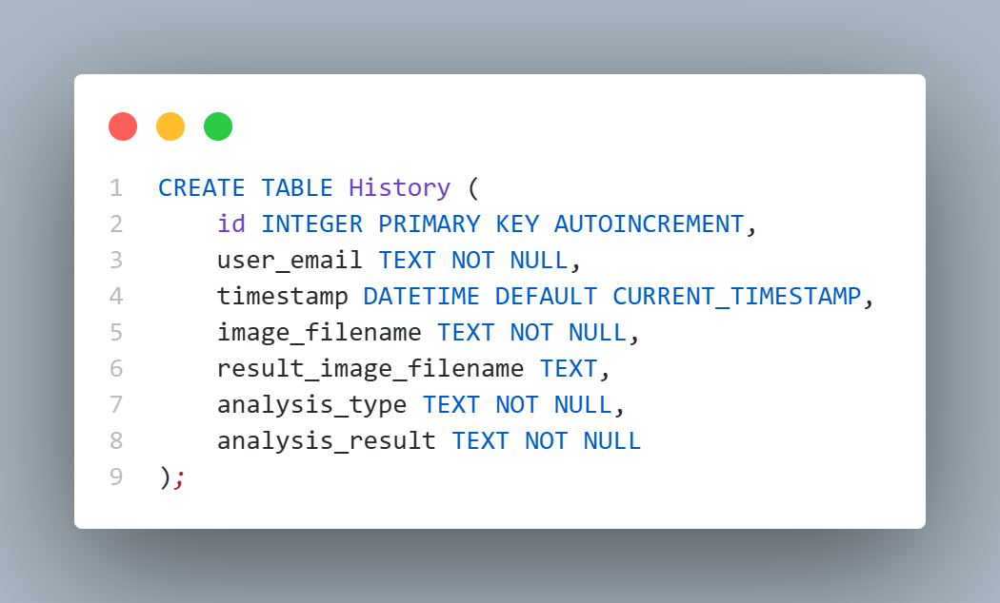 1 CREATE TABLE History (
2     id INTEGER PRIMARY KEY AUTOINCREMENT,
3     user_email TEXT NOT NULL,
4     timestamp DATETIME DEFAULT CURRENT_TIMESTAMP,
5     image_filename TEXT NOT NULL,
6     result_image_filename TEXT,
7     analysis_type TEXT NOT NULL,
8     analysis_result TEXT NOT NULL
9 );